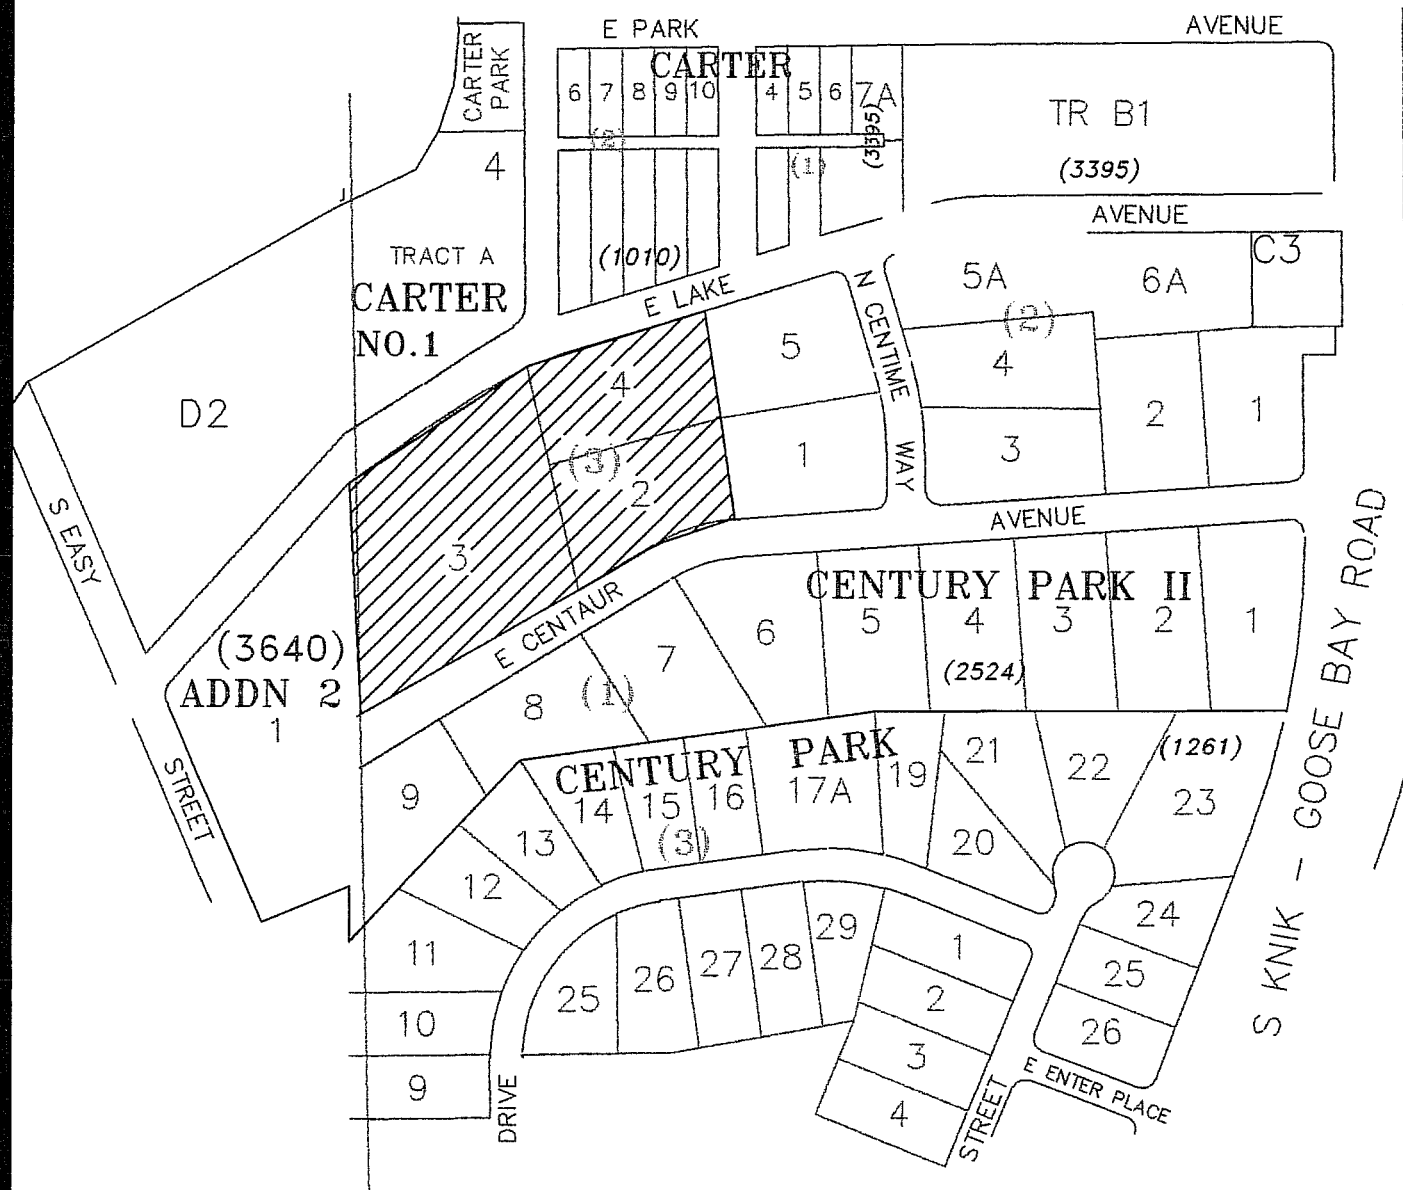 E PARK
AVENUE
CARTER
PARK
CARTER
6 7 8 9 10
4 5 6 7A
(3395)
TR B1
(3395)
(2)
(1)
4
(1010)
AVENUE
TRACT A
CARTER
NO.1
E LAKE
N CENTIME
WAY
5A
6A
C3
(2)
5
4
4
3
2
1
D2
(3)
1
2
3
S EASY
STREET
AVENUE
E CENTAUR
CENTURY PARK II
6
5
4
3
2
1
(2524)
7
8
(1)
9
(3640)
ADDN 2
1
CENTURY PARK
14
15
16
17A
19
21
22
(1261)
23
(3)
13
20
12
11
10
9
24
25
26
25
26
27
28
29
1
2
3
4
DRIVE
STREET
E ENTER PLACE
S KNIK - GOOSE BAY ROAD